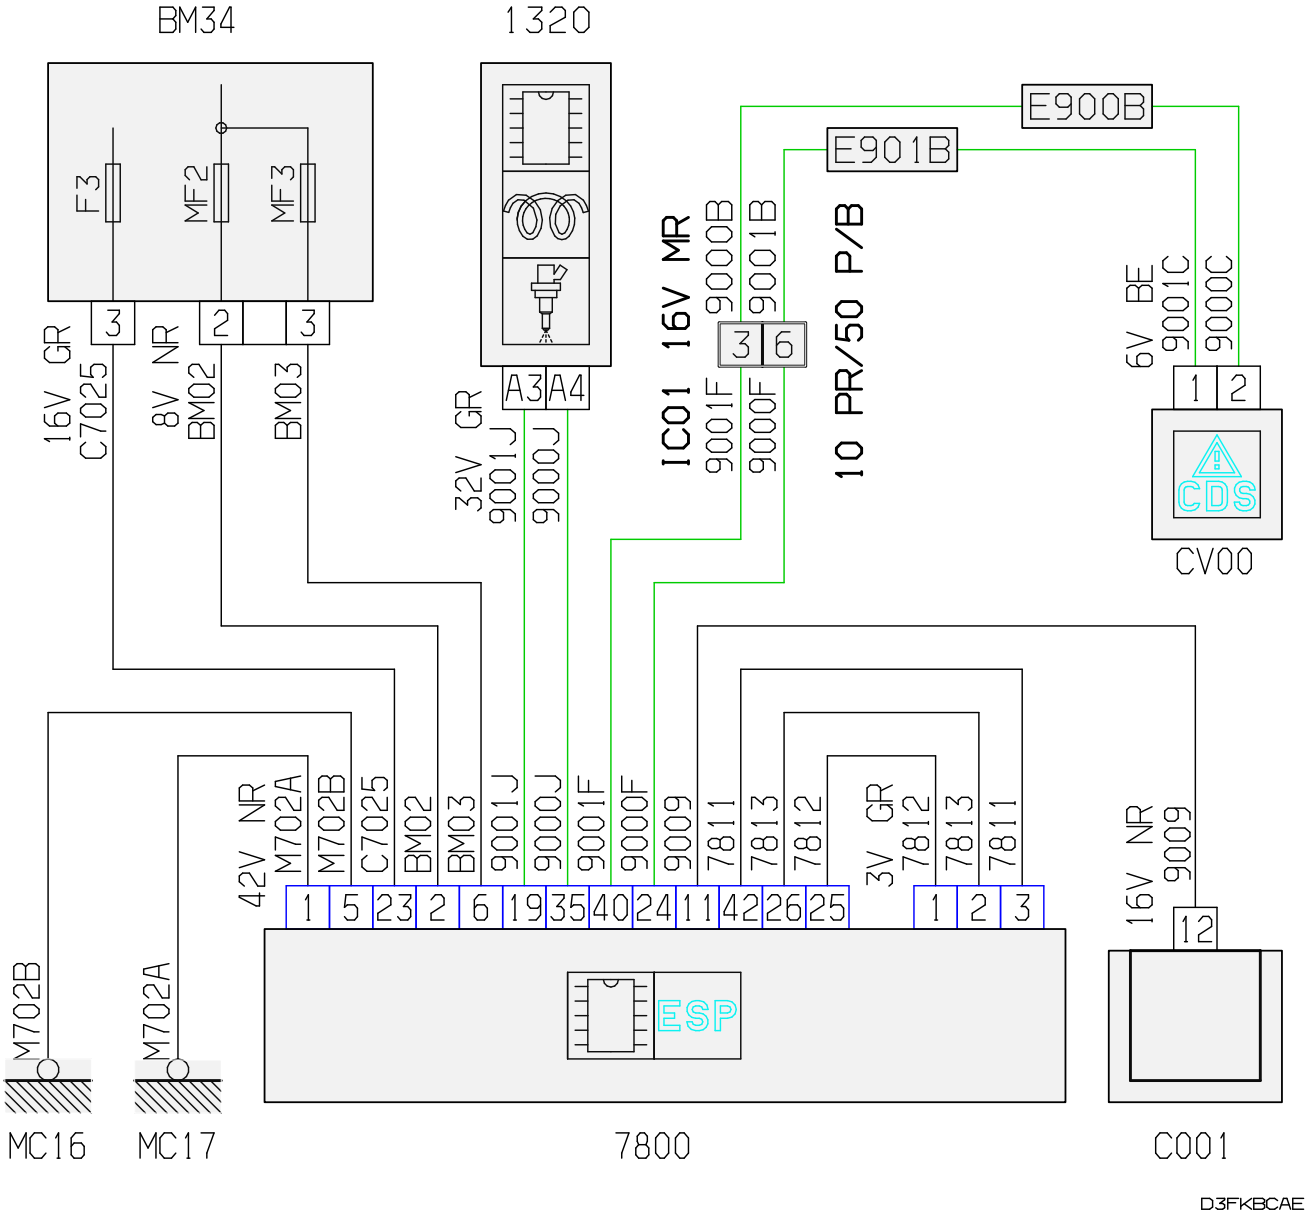 BM34
1320
E900B
E901B
F3
MF2
MF3
3
2
3
16V GR
C7025
8V NR
BM02
BM03
A3
A4
32V GR
9001J
9000J
IC01 16V MR
9000B
9001B
3
6
9001F
9000F
10 PR/50 P/B
6V BE
9001C
9000C
1
2
CDS
CV00
42V NR
M702A
M702B
C7025
BM02
BM03
9001J
9000J
9001F
9000F
9009
7811
7813
7812
3V GR
7812
7813
7811
16V NR
9009
1
5
23
2
6
19
35
40
24
11
42
26
25
1
2
3
12
M702B
M702A
ESP
MC16
MC17
7800
C001
D3FKBCAE